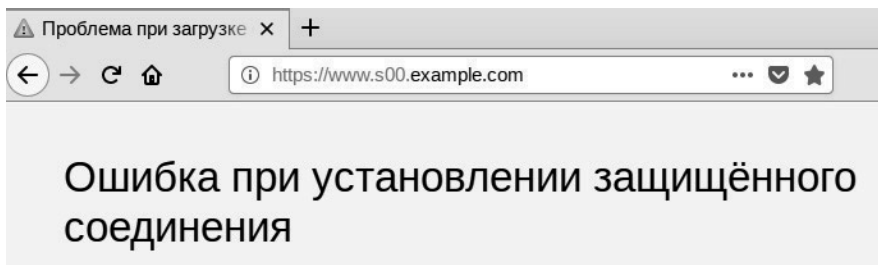 Проблема при загрузке
https://www.s00.example.com
Ошибка при установлении защищённого
соединения